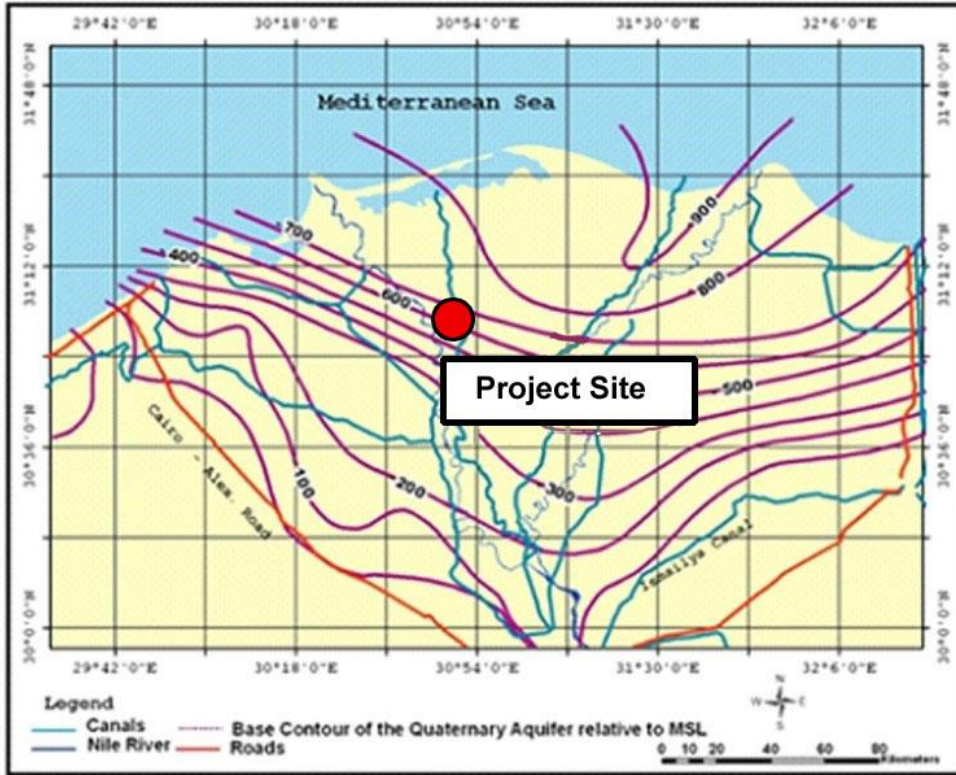 29°42'0"E 30°18'0"E 30°54'0"E 31°30'0"E 32°6'0"E
31°48'0"N 31°48'0"N
Mediterranean Sea
900
700
31°12'0"N 400 31°12'0"N
800
600
Project Site
500
30°36'0"N 30°36'0"N
Cairo - Alex. Road
100 200 300
Ismailya Canal
30°0'0"N 30°0'0"N
29°42'0"E 30°18'0"E 30°54'0"E 31°30'0"E 32°6'0"E
Legend
Canals Base Contour of the Quaternary Aquifer relative to MSL
Nile River Roads
N
W E
S
0 10 20 40 60 80
Kilometers